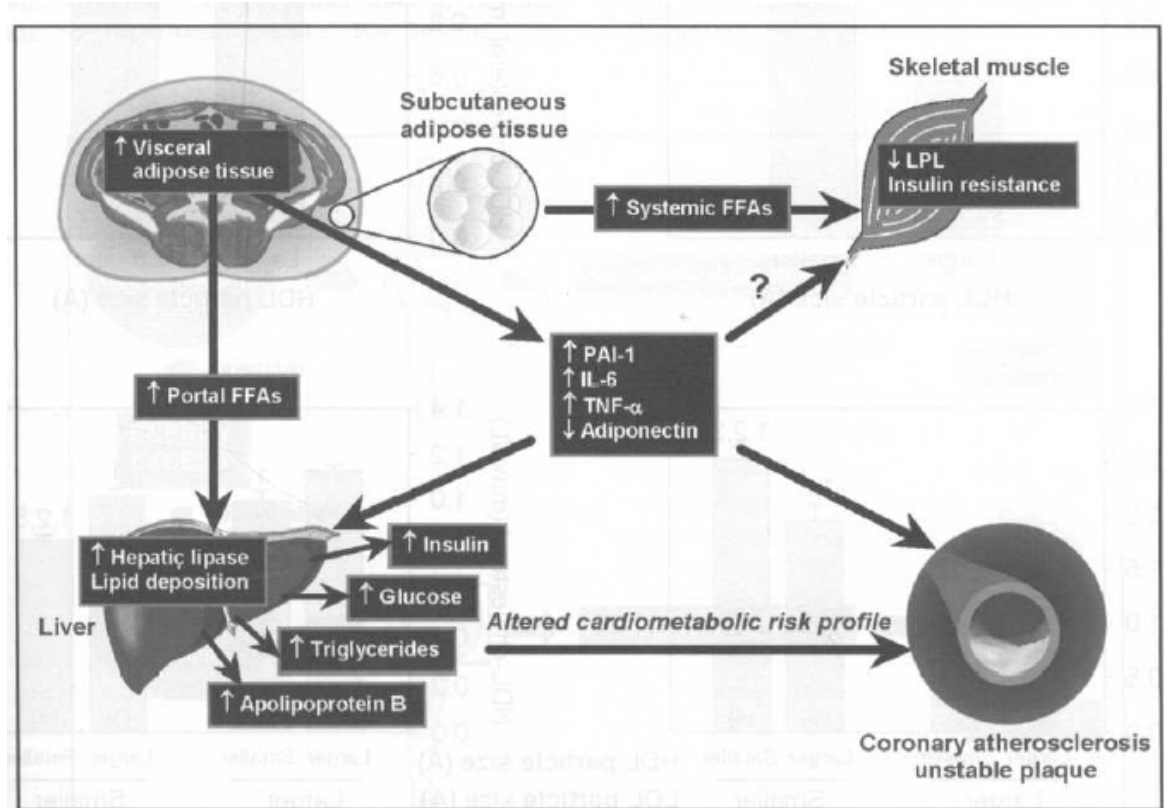 Skeletal muscle
Subcutaneous
adipose tissue
↑ Visceral
adipose tissue
↓ LPL
Insulin resistance
↑ Systemic FFAs
?
↑ PAI-1
↑ IL-6
↑ TNF-α
↓ Adiponectin
↑ Portal FFAs
↑ Hepatic lipase
Lipid deposition
↑ Insulin
↑ Glucose
Liver
↑ Triglycerides
Altered cardiometabolic risk profile
↑ Apolipoprotein B
Coronary atherosclerosis
unstable plaque